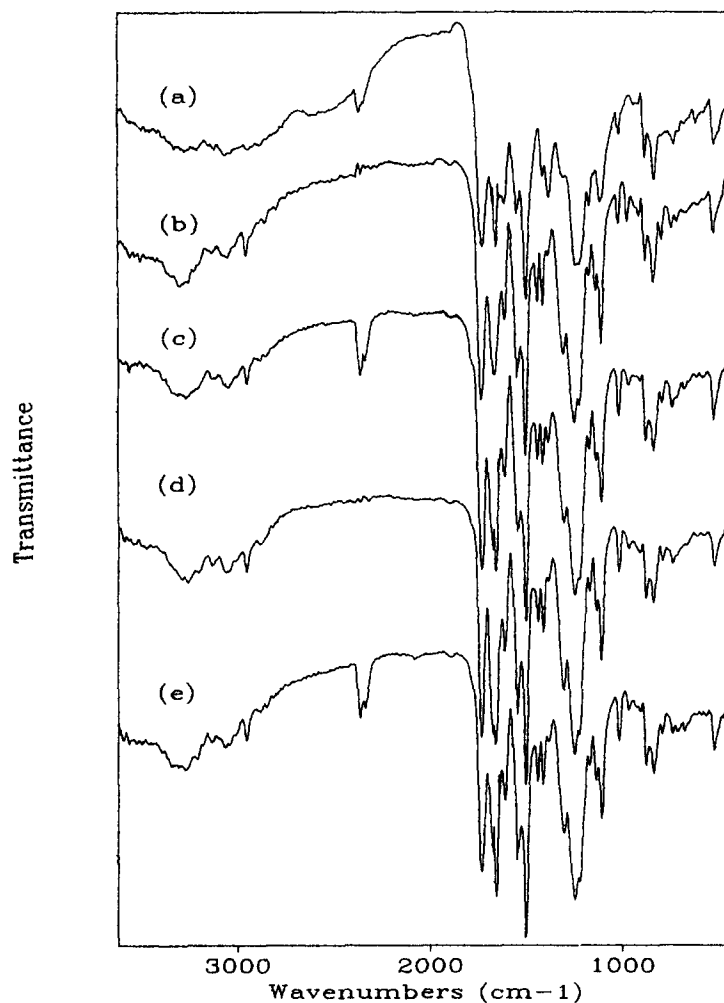 (a)
(b)
(c)
(d)
(e)
Transmittance
3000 2000 1000
Wavenumbers (cm-1)